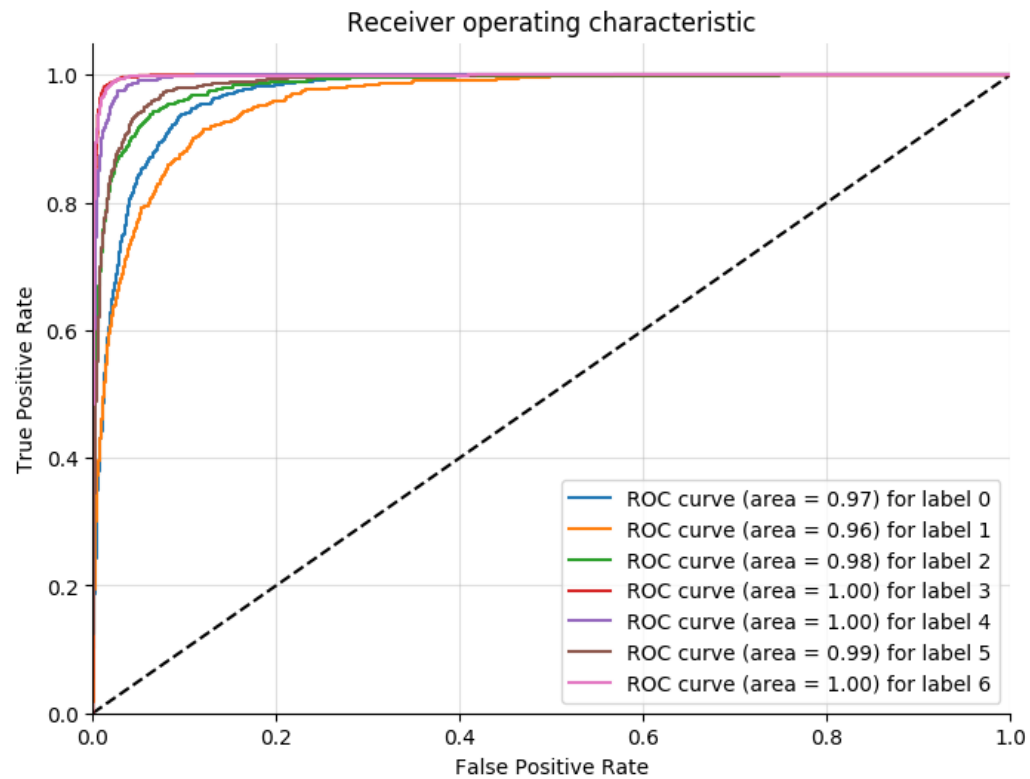 Receiver operating characteristic
1.0
0.8
0.6
0.4
0.2
0.0
True Positive Rate
ROC curve (area = 0.97) for label 0
ROC curve (area = 0.96) for label 1
ROC curve (area = 0.98) for label 2
ROC curve (area = 1.00) for label 3
ROC curve (area = 1.00) for label 4
ROC curve (area = 0.99) for label 5
ROC curve (area = 1.00) for label 6
0.0 0.2 0.4 0.6 0.8 1.0
False Positive Rate